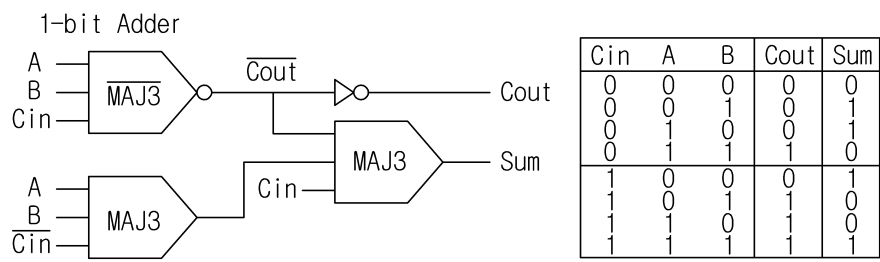 1-bit Adder
A
B
Cin
MAJ3
Cout
Cout
A
B
Cin
MAJ3
Cin
MAJ3
Sum
Cin A B Cout Sum
0 0 0 0 0
0 0 1 0 1
0 1 0 0 1
0 1 1 1 0
1 0 0 0 1
1 0 1 1 0
1 1 0 1 0
1 1 1 1 1